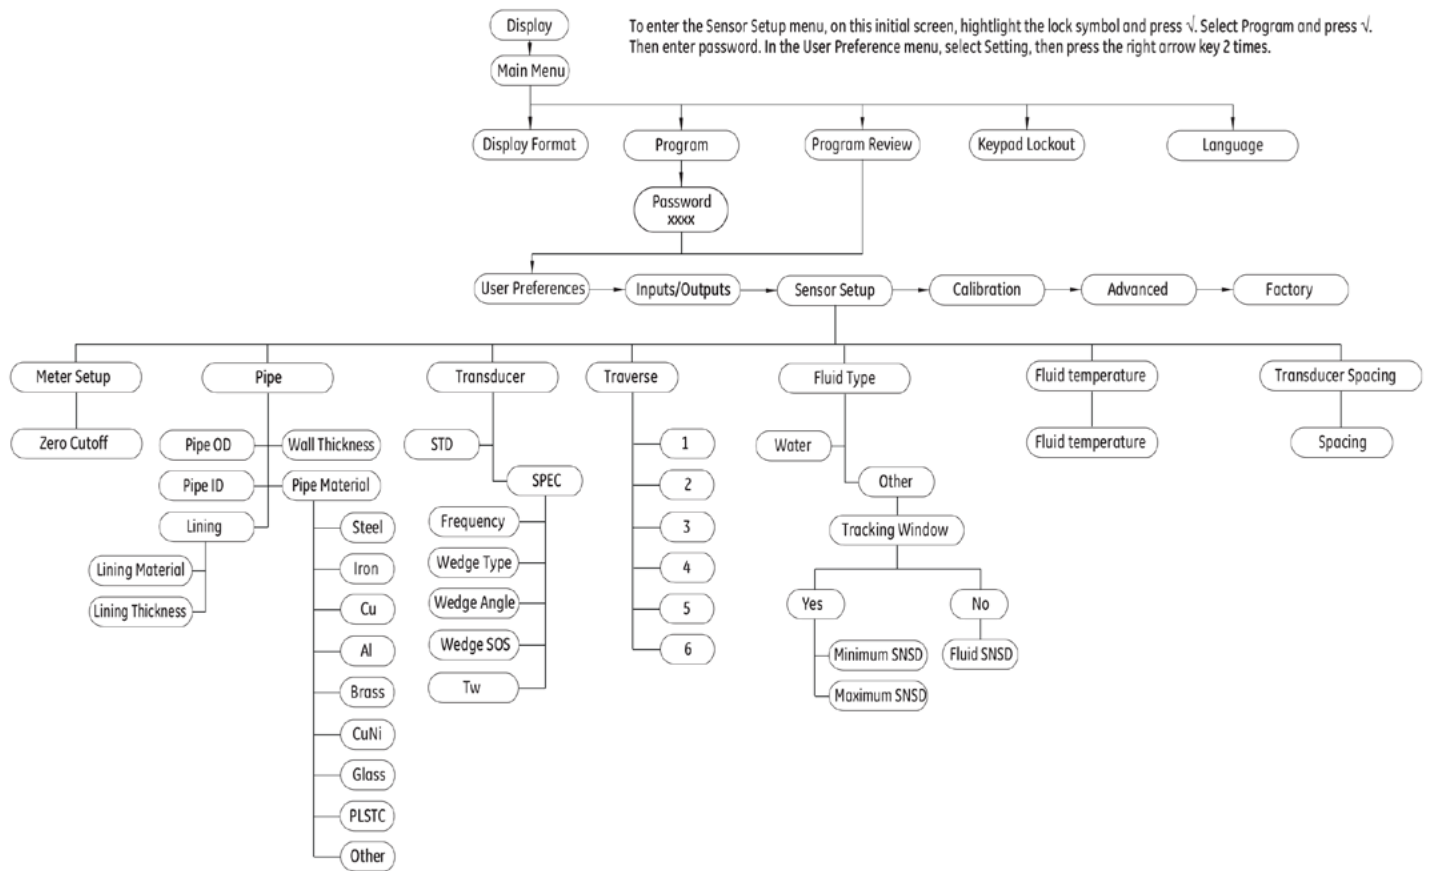 Display
To enter the Sensor Setup menu, on this initial screen, hightlight the lock symbol and press √. Select Program and press √.
Then enter password. In the User Preference menu, select Setting, then press the right arrow key 2 times.
Main Menu
Display Format
Program
Program Review
Keypad Lockout
Language
Password
xxxx
User Preferences
Inputs/Outputs
Sensor Setup
Calibration
Advanced
Factory
Meter Setup
Pipe
Transducer
Traverse
Fluid Type
Fluid temperature
Transducer Spacing
Zero Cutoff
Pipe OD
Wall Thickness
Pipe ID
Pipe Material
Lining
Lining Material
Lining Thickness
Steel
Iron
Cu
Al
Brass
CuNi
Glass
PLSTC
Other
STD
SPEC
Frequency
Wedge Type
Wedge Angle
Wedge SOS
Tw
1
2
3
4
5
6
Water
Other
Tracking Window
Yes
No
Minimum SNSD
Maximum SNSD
Fluid SNSD
Fluid temperature
Spacing